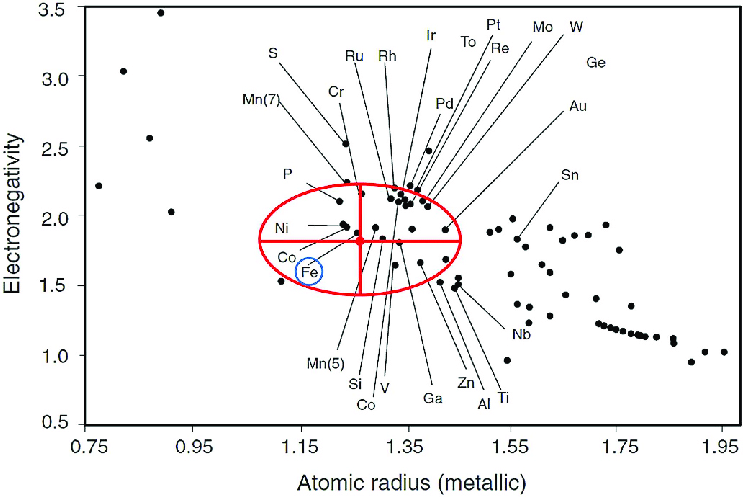 3.5
3.0
2.5
2.0
1.5
1.0
0.5
Electronegativity
0.75
0.95
1.15
1.35
1.55
1.75
1.95
Atomic radius (metallic)
S
Ru
Rh
Ir
To
Pt
Re
Mo
W
Ge
Mn(7)
Cr
Pd
Au
P
Sn
Ni
Co
Fe
Nb
Mn(5)
Si
V
Co
Ga
Zn
Al
Ti